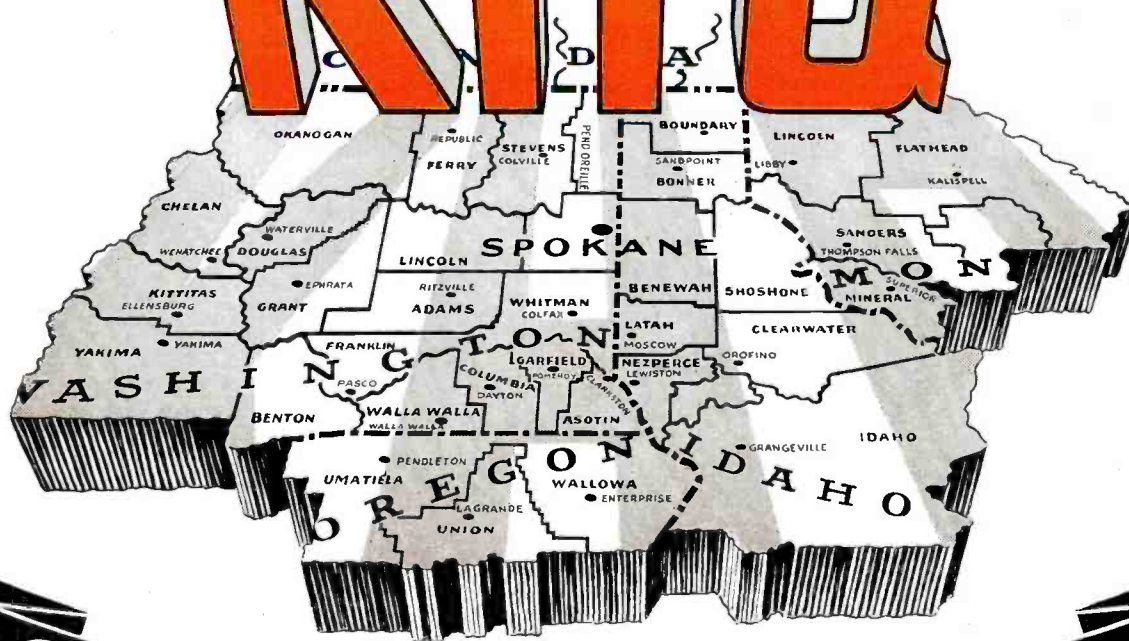 C N D A
OKANOGAN
REPUBLIC
FERRY
STEVENS
COLVILLE
PEND OREILLE
BOUNDARY
SANDPOINT
BONNER
LINCOLN
LIBBY
FLATHEAD
KALISPELL
CHELAN
WATERVILLE
WENATCHEE
DOUGLAS
LINCOLN
SPOKANE
SANDERS
THOMPSON FALLS
MON
SUPERIOR
MINERAL
KITTITAS
ELLENSBURG
EPHRATA
GRANT
RITZVILLE
ADAMS
WHITMAN
COLFAX
BENEWAH
SHOSHONE
LATAH
MOSCOW
CLEARWATER
OROFINO
YAKIMA
YAKIMA
FRANKLIN
WASHINGTON
PASCO
BENTON
COLUMBIA
DAYTON
GARFIELD
POMEROY
CLARKSTON
NEZPERCE
LEWISTON
WALLA WALLA
WALLA WALLA
ASOTIN
GRANGEVILLE
IDAHO
IDAHO
PENDLETON
UMATILLA
OREGON
WALLOWA
ENTERPRISE
LAGRANDE
UNION